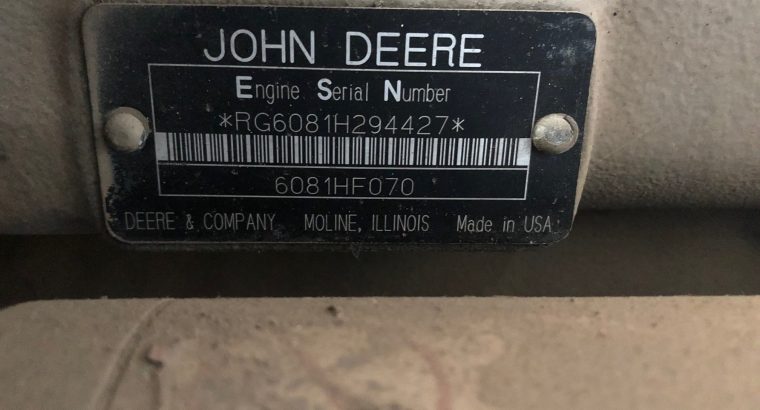 JOHN DEERE
Engine Serial Number
*RG6081H294427*
6081HF070
DEERE & COMPANY MOLINE, ILLINOIS Made in USA